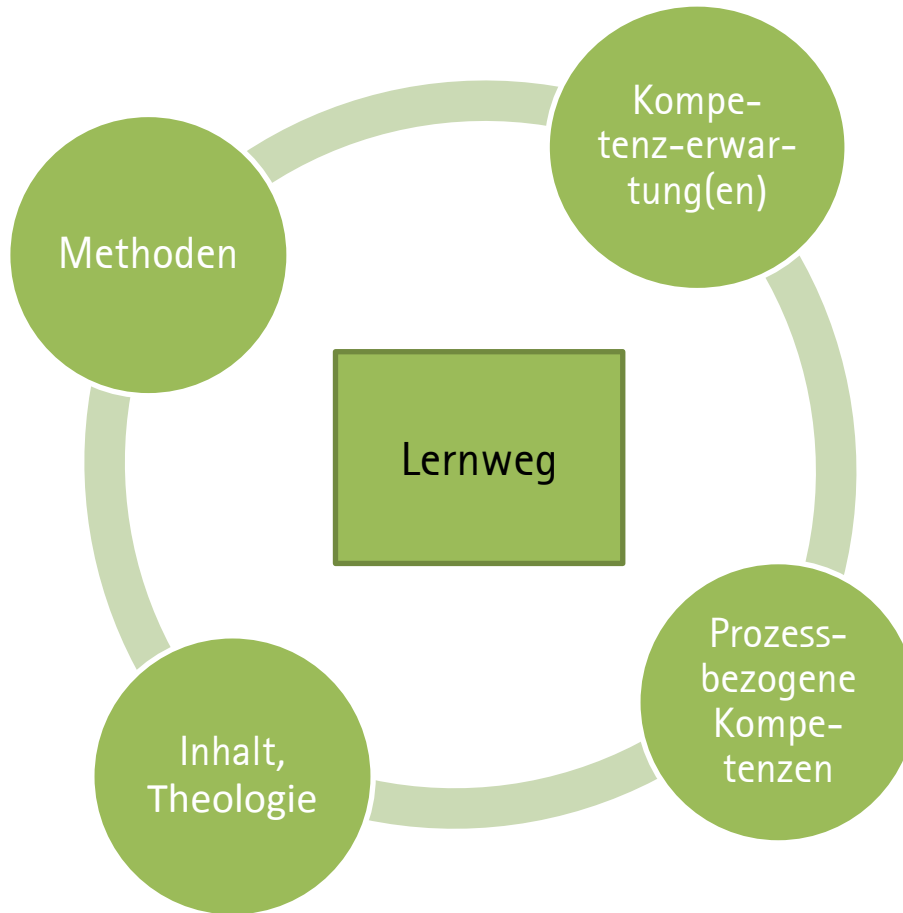 Kompe-
tenz-erwar-
tung(en)
Methoden
Lernweg
Prozess-
bezogene
Kompe-
tenzen
Inhalt,
Theologie